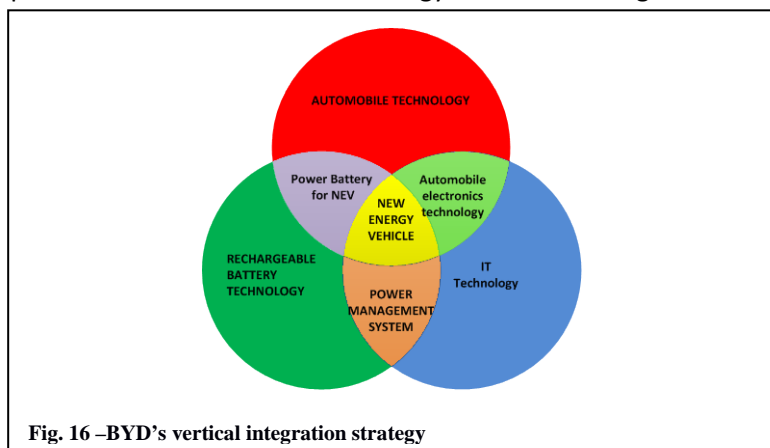 AUTOMOBILE TECHNOLOGY
Power Battery
for NEV
Automobile
electronics
technology
NEW
ENERGY
VEHICLE
RECHARGEABLE
BATTERY
TECHNOLOGY
IT
Technology
POWER
MANAGEMENT
SYSTEM
Fig. 16 –BYD’s vertical integration strategy